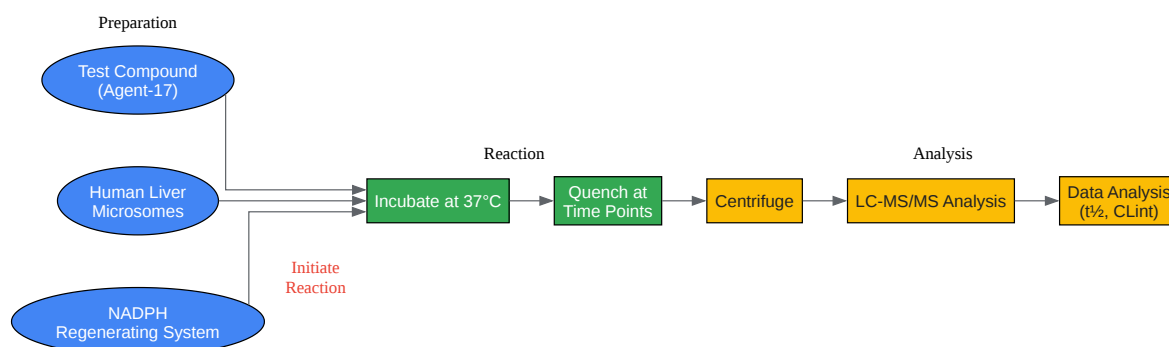 Preparation
Test Compound
(Agent-17)
Human Liver
Microsomes
NADPH
Regenerating System
Initiate
Reaction
Reaction
Incubate at 37°C
Quench at
Time Points
Analysis
Centrifuge
LC-MS/MS Analysis
Data Analysis
(t½, CLint)